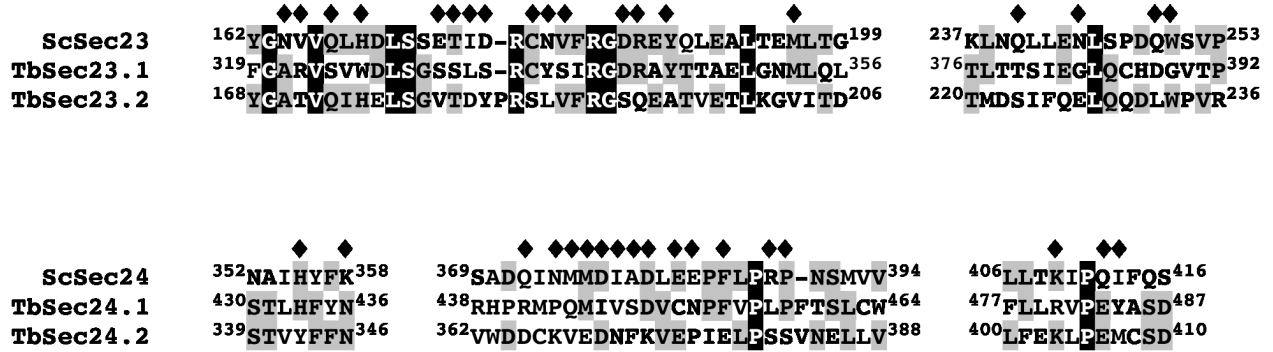 ScSec23 162YGNVVQLHDLSSETID-RCNVFRGDREYQLEALTEMLTG199 237KLNQLLENLSPDQWSVP253
TbSec23.1 319FGARVSVWDLSGSSLS-RCYSIRGDRAYTTAELGNMLQL356 376TLTTSIEGLQCHDGVTP392
TbSec23.2 168YGATVQIHELSGVTDYPRSLVFRGSQEATVETLKGVITD206 220TMDSIFQELQQDLWPVR236
ScSec24 352NAIHYFK358 369SADQINMMDIADLEEPFLPRP-NSMVV394 406LLTKIPQIFQS416
TbSec24.1 430STLHFYN436 438RHPRMPQMIVSDVCNPFVPLPFTSLCW464 477FLLRVPEYASD487
TbSec24.2 339STVYFFN346 362VWDDCKVEDNFKVEPIELPSSVNELLV388 400LFEKLPEMCSD410